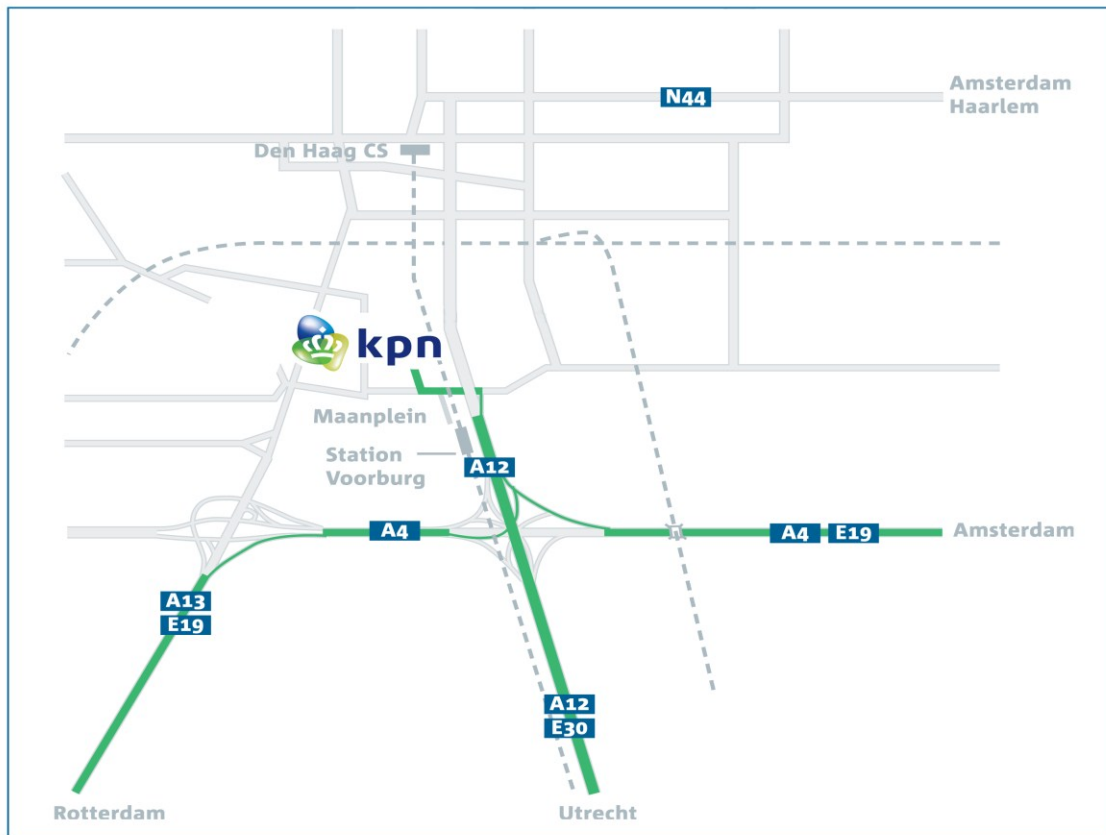 Amsterdam
Haarlem
N44
Den Haag CS
kpn
Maanplein
Station
Voorburg
A12
A4
A4
E19
Amsterdam
A13
E19
A12
E30
Rotterdam
Utrecht